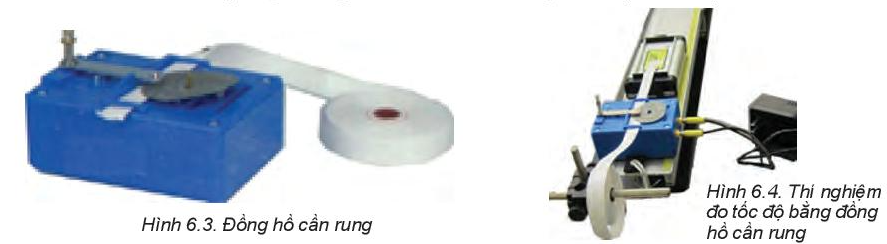 Hình 6.3. Đồng hồ cần rung
Hình 6.4. Thí nghiệm
đo tốc độ bằng đồng
hồ cần rung